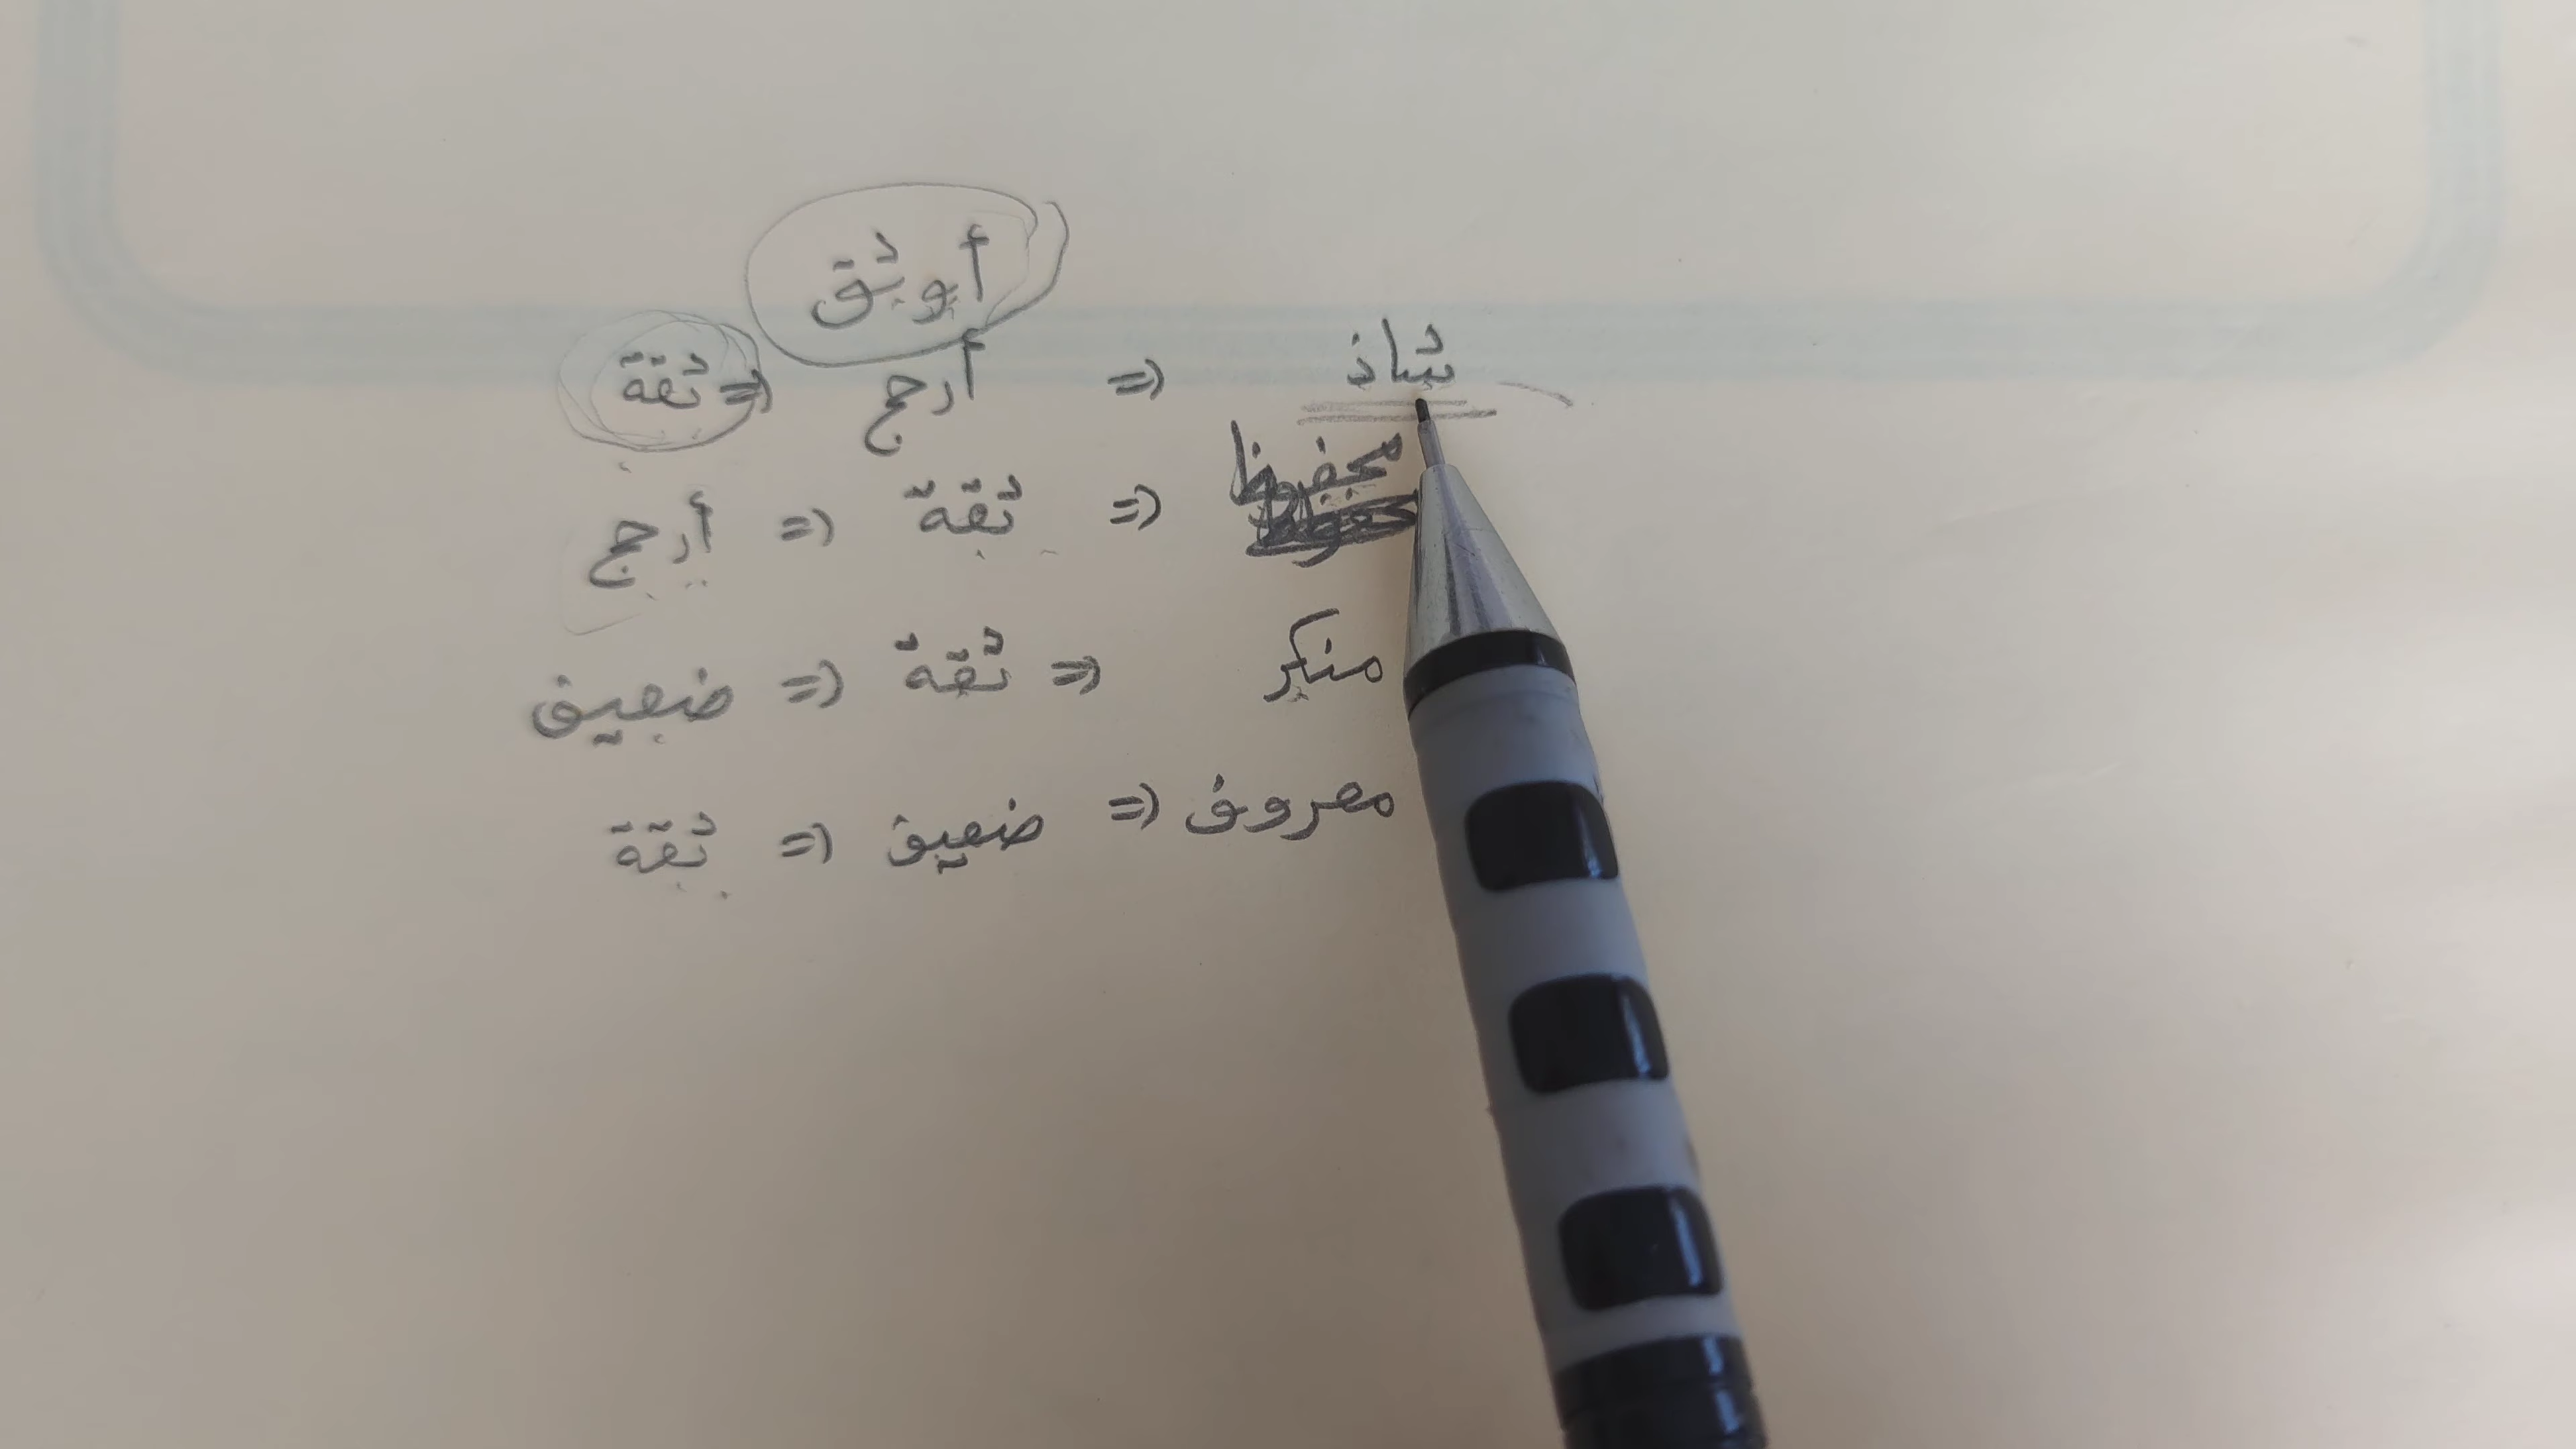 أوثق
شاذ <= أرجح <= ثقة
محفوظ <= ثقة <= أرجح
منكر <= ثقة <= ضعيف
معروف <= ضعيف <= ثقة